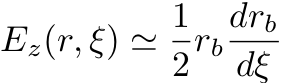 $E_z(r,\xi) \simeq \frac{1}{2} r_b \frac{dr_b}{d\xi}$